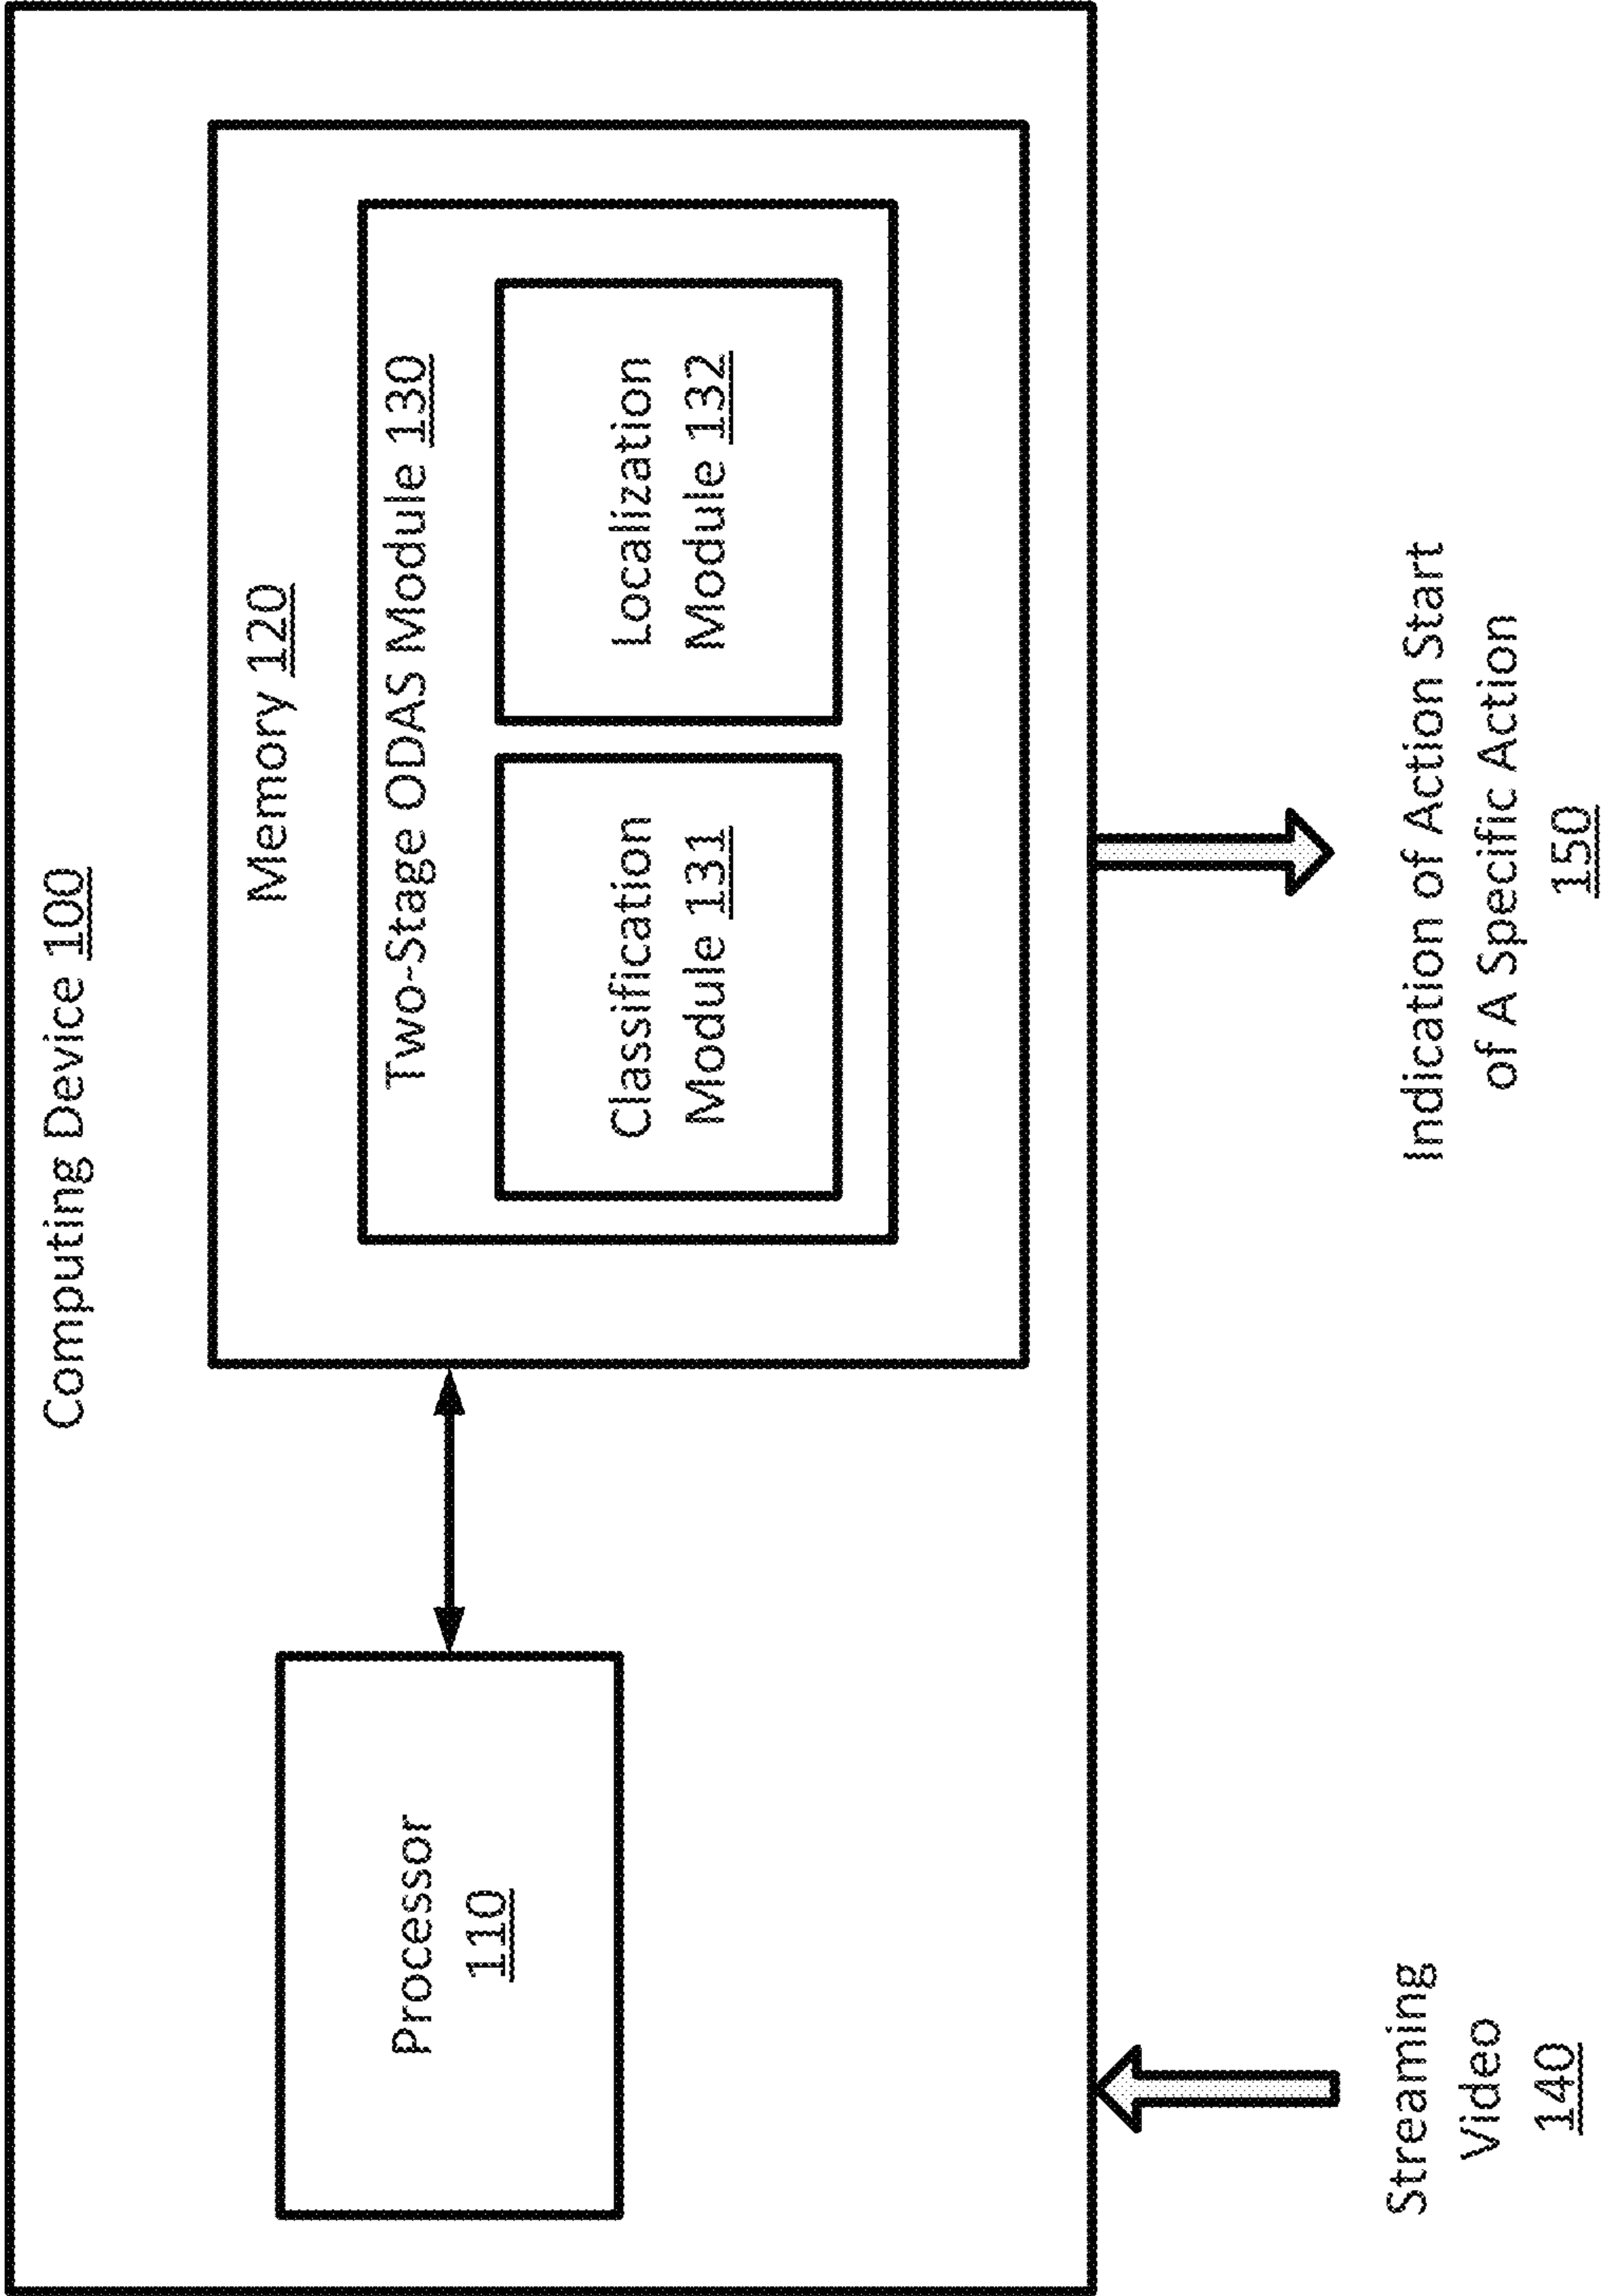 Computing Device 100
Processor
110
Memory 120
Two-Stage ODAS Module 130
Classification
Module 131
Localization
Module 132
Streaming
Video
140
Indication of Action Start
of A Specific Action
150